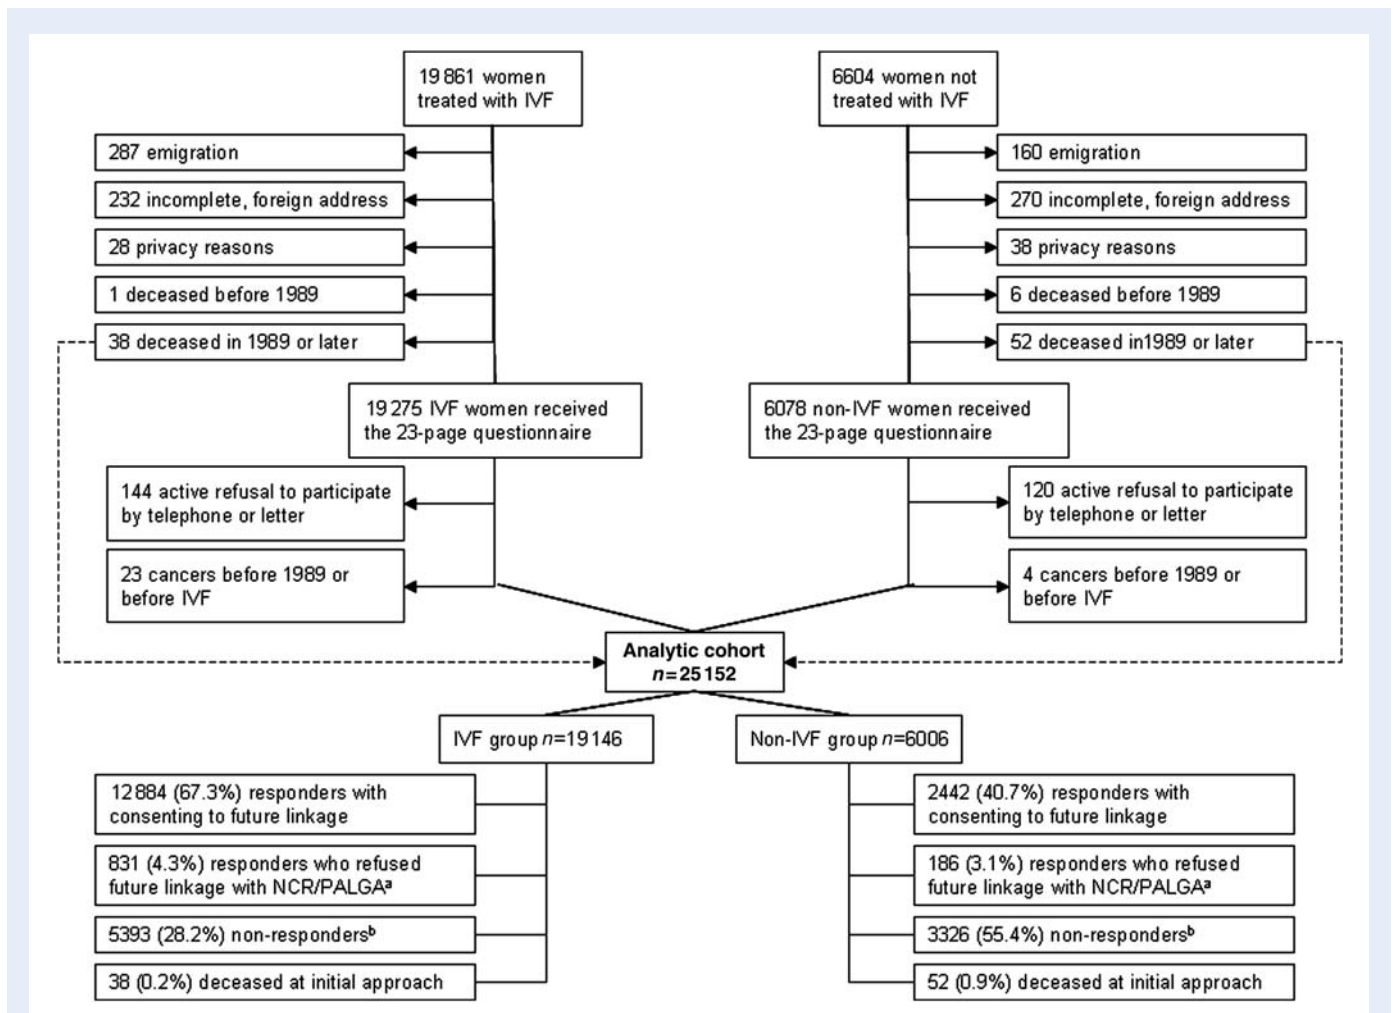 19 861 women
treated with IVF
6604 women not
treated with IVF
287 emigration
160 emigration
232 incomplete, foreign address
270 incomplete, foreign address
28 privacy reasons
38 privacy reasons
1 deceased before 1989
6 deceased before 1989
38 deceased in 1989 or later
52 deceased in1989 or later
19 275 IVF women received
the 23-page questionnaire
6078 non-IVF women received
the 23-page questionnaire
144 active refusal to participate
by telephone or letter
120 active refusal to participate
by telephone or letter
23 cancers before 1989 or
before IVF
4 cancers before 1989 or
before IVF
Analytic cohort
n=25 152
IVF group n=19 146
Non-IVF group n=6006
12 884 (67.3%) responders with
consenting to future linkage
2442 (40.7%) responders with
consenting to future linkage
831 (4.3%) responders who refused
future linkage with NCR/PALGAª
186 (3.1%) responders who refused
future linkage with NCR/PALGAª
5393 (28.2%) non-respondersᵇ
3326 (55.4%) non-respondersᵇ
38 (0.2%) deceased at initial approach
52 (0.9%) deceased at initial approach